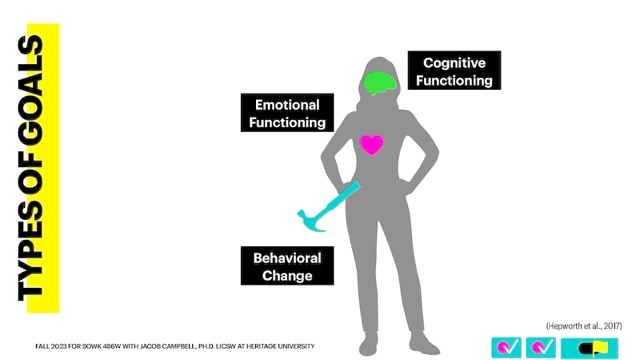 TYPES OF GOALS
Cognitive
Functioning
Emotional
Functioning
Behavioral
Change
(Hepworth et al., 2017)
FALL 2023 FOR SOWK 486W WITH JACOB CAMPBELL, PH.D. LICSW AT HERITAGE UNIVERSITY